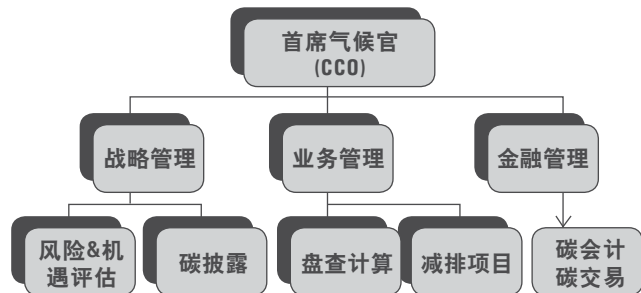 首席气候官
(CCO)
战略管理
业务管理
金融管理
风险&机
遇评估
碳披露
盘查计算
减排项目
碳会计
碳交易